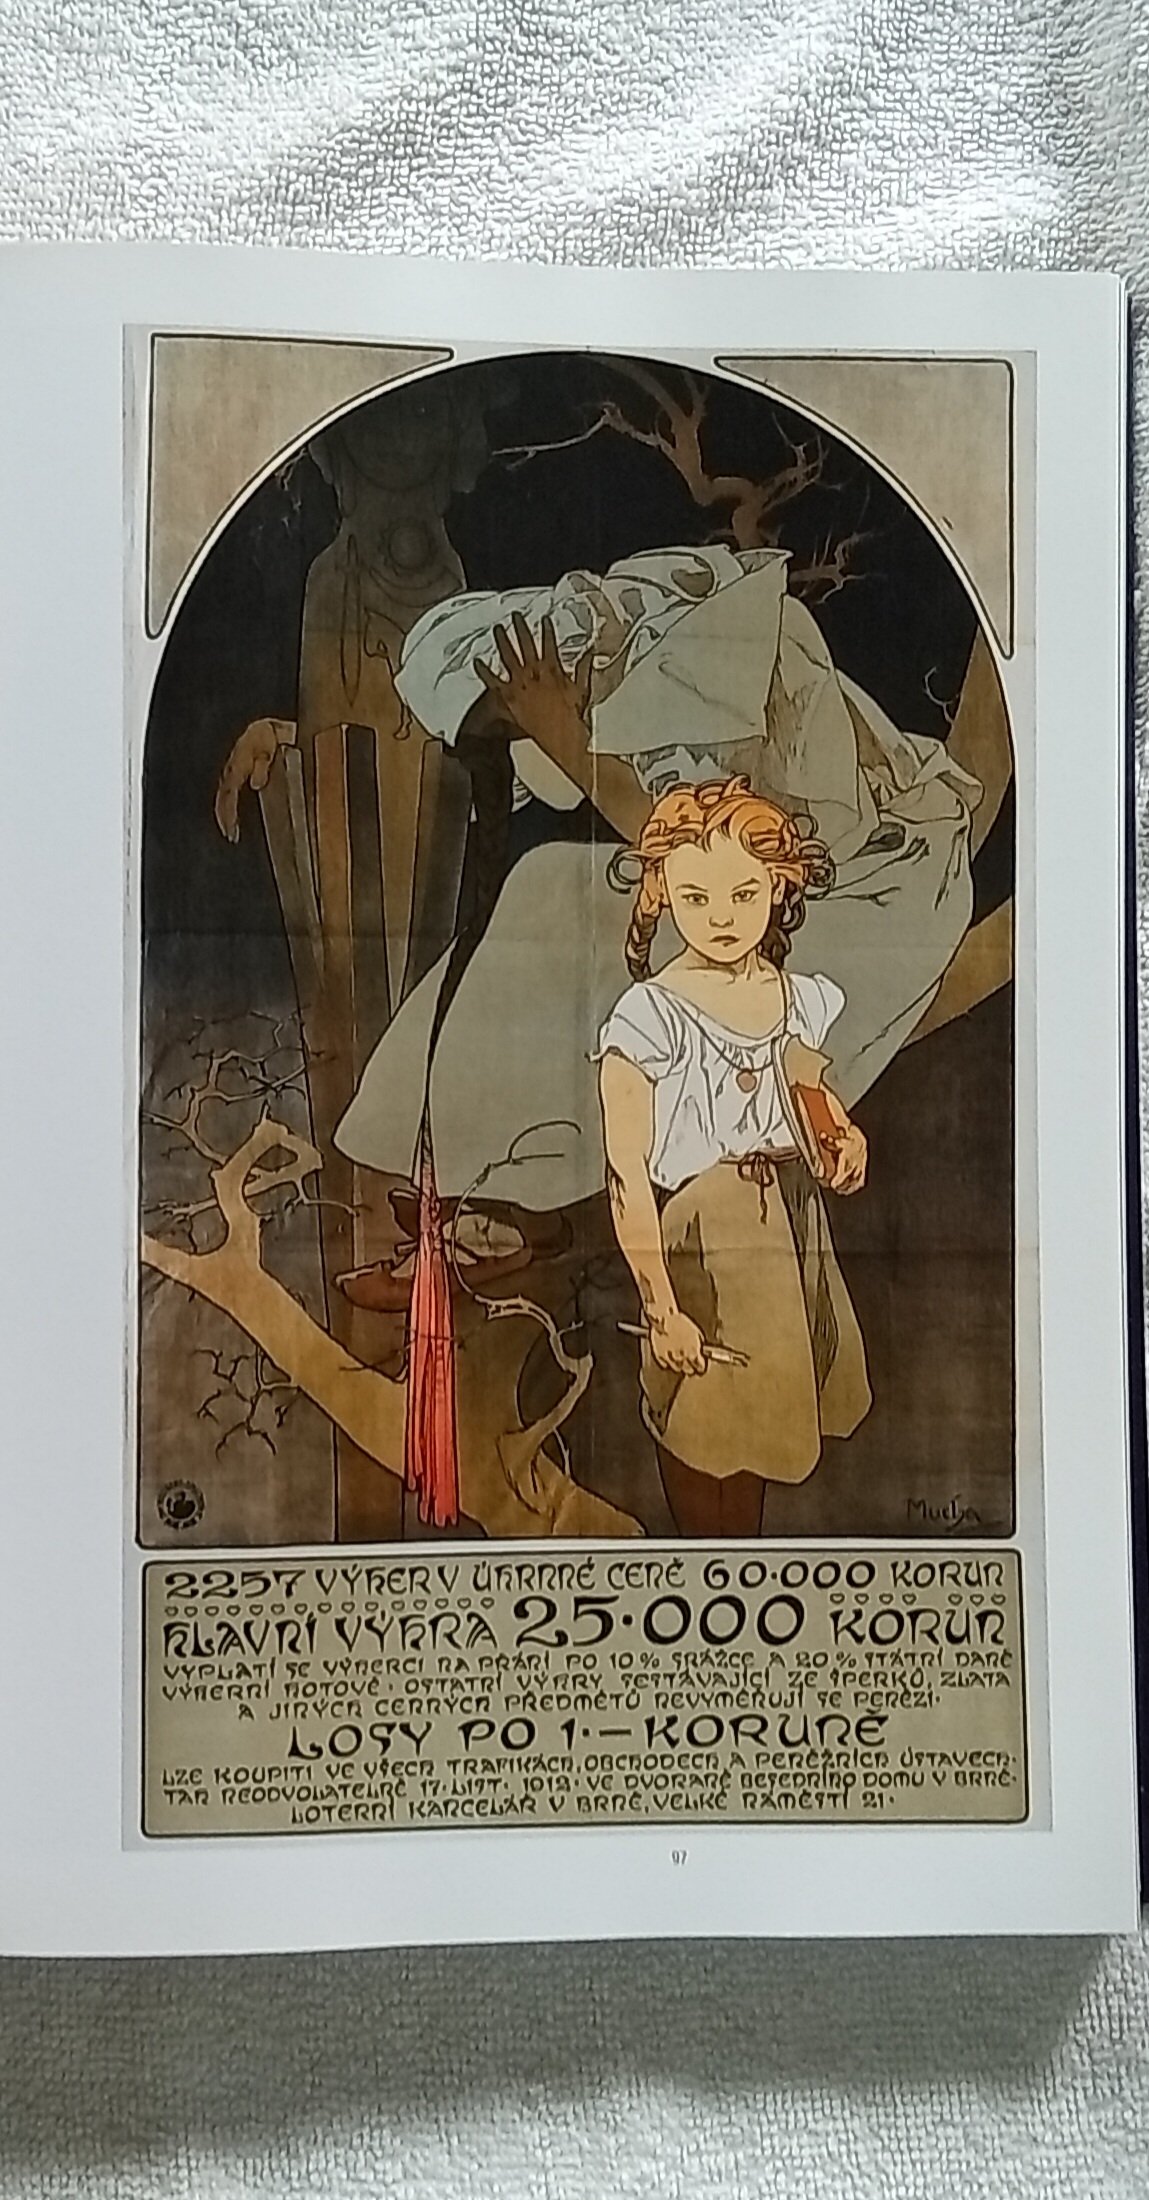 Mucha
2257 VÝHER V ÚHRNNÉ CENĚ 60·000 KORUN
HLAVNÍ VÝHRA 25·000 KORUN
VYPLATÍ SE VÝHERCI NA PŘÁNÍ PO 10% SRÁŽCE A 20% STÁTNÍ DANĚ
VÝHERNÍ HOTOVĚ · OSTATNÍ VÝHRY SESTÁVAJÍCÍ ZE ŠPERKŮ, ZLATA
A JINÝCH CENNÝCH PŘEDMĚTŮ NEVYMĚŇUJÍ SE PENĚZI·
LOSY PO 1·— KORUNĚ
LZE KOUPITI VE VŠECH TRAFIKÁCH, OBCHODECH A PENĚŽNÍCH ÚSTAVECH·
TAH NEODVOLATELNĚ 17· LIST· 1912· VE DVORANĚ BESEDNÍHO DOMU V BRNĚ·
LOTERNÍ KANCELÁŘ V BRNĚ, VELKÉ NÁMĚSTÍ 21·
97